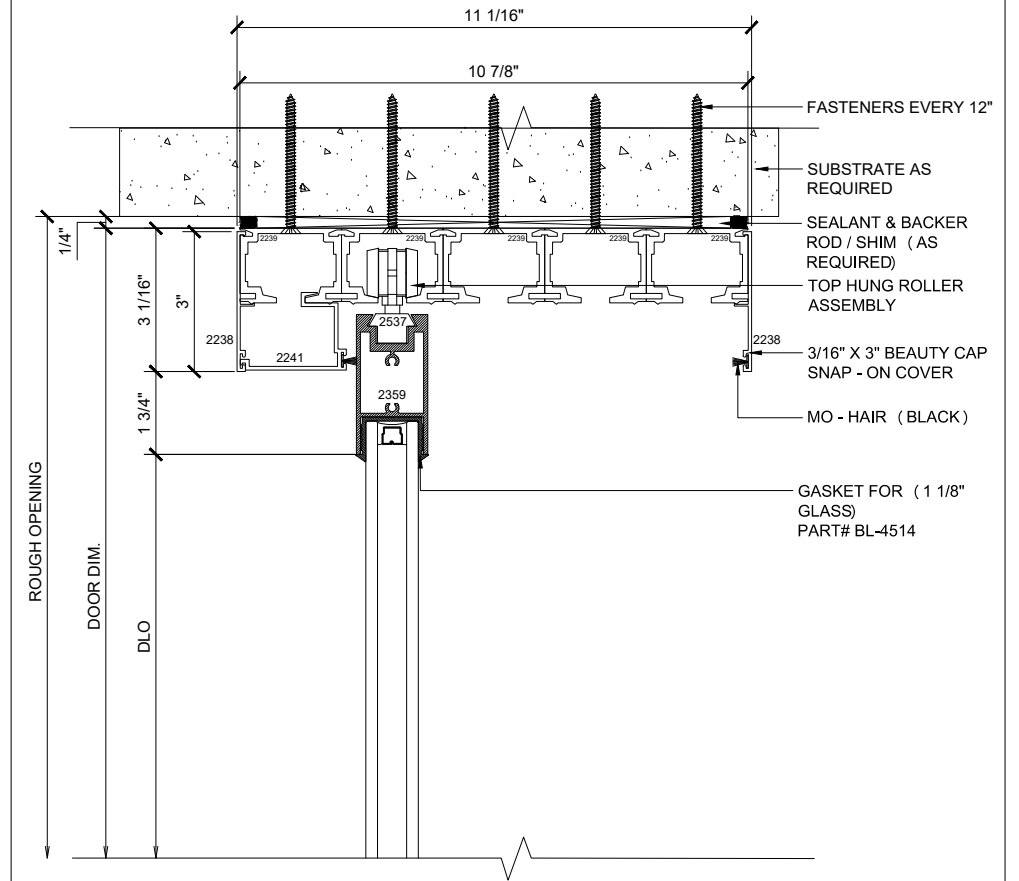 11 1/16"
10 7/8"
FASTENERS EVERY 12"
SUBSTRATE AS
REQUIRED
SEALANT & BACKER
ROD / SHIM ( AS
REQUIRED)
TOP HUNG ROLLER
ASSEMBLY
3/16" X 3" BEAUTY CAP
SNAP - ON COVER
MO - HAIR ( BLACK )
GASKET FOR ( 1 1/8"
GLASS)
PART# BL-4514
2239
2239
2239
2239
2239
2238
2238
2241
2537
2359
1/4"
3 1/16"
3"
1 3/4"
ROUGH OPENING
DOOR DIM.
DLO